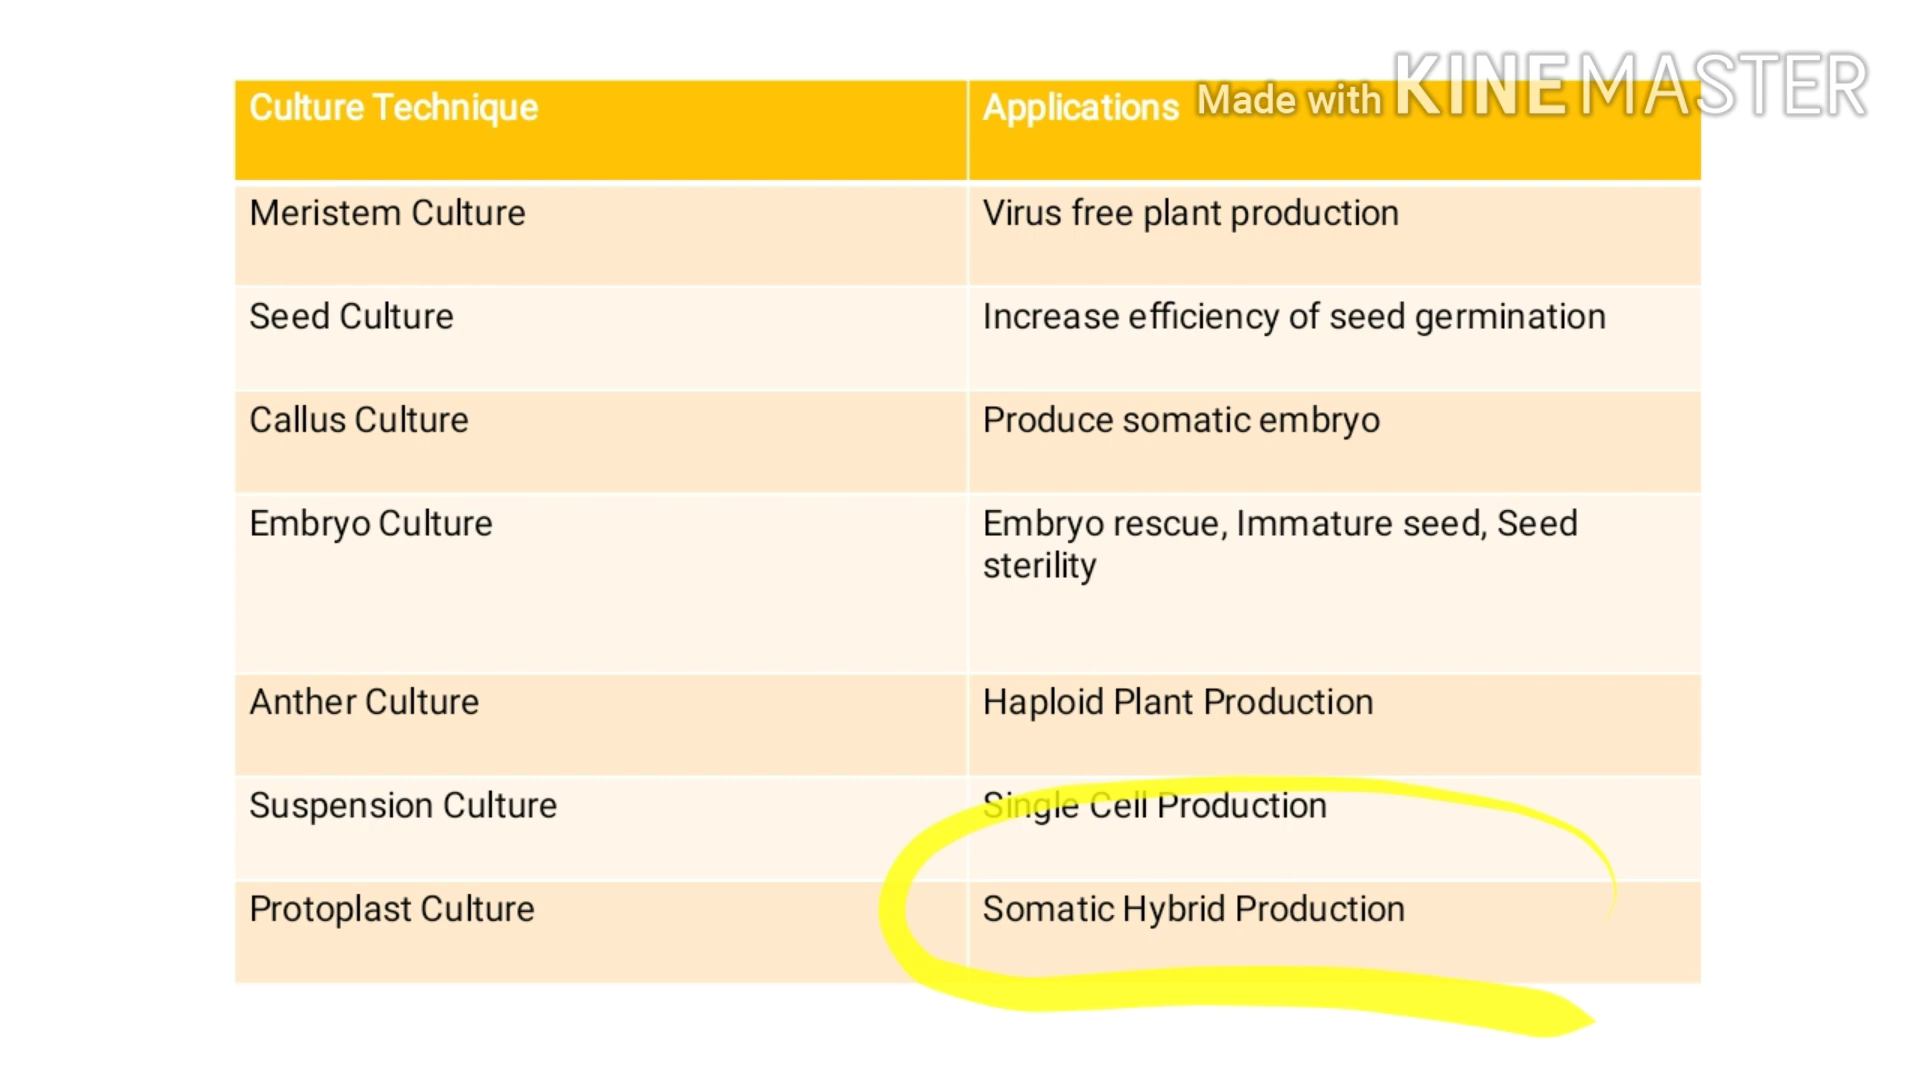 Made with KINEMASTER
Culture Technique
Applications
Meristem Culture
Virus free plant production
Seed Culture
Increase efficiency of seed germination
Callus Culture
Produce somatic embryo
Embryo Culture
Embryo rescue, Immature seed, Seed
sterility
Anther Culture
Haploid Plant Production
Suspension Culture
Single Cell Production
Protoplast Culture
Somatic Hybrid Production